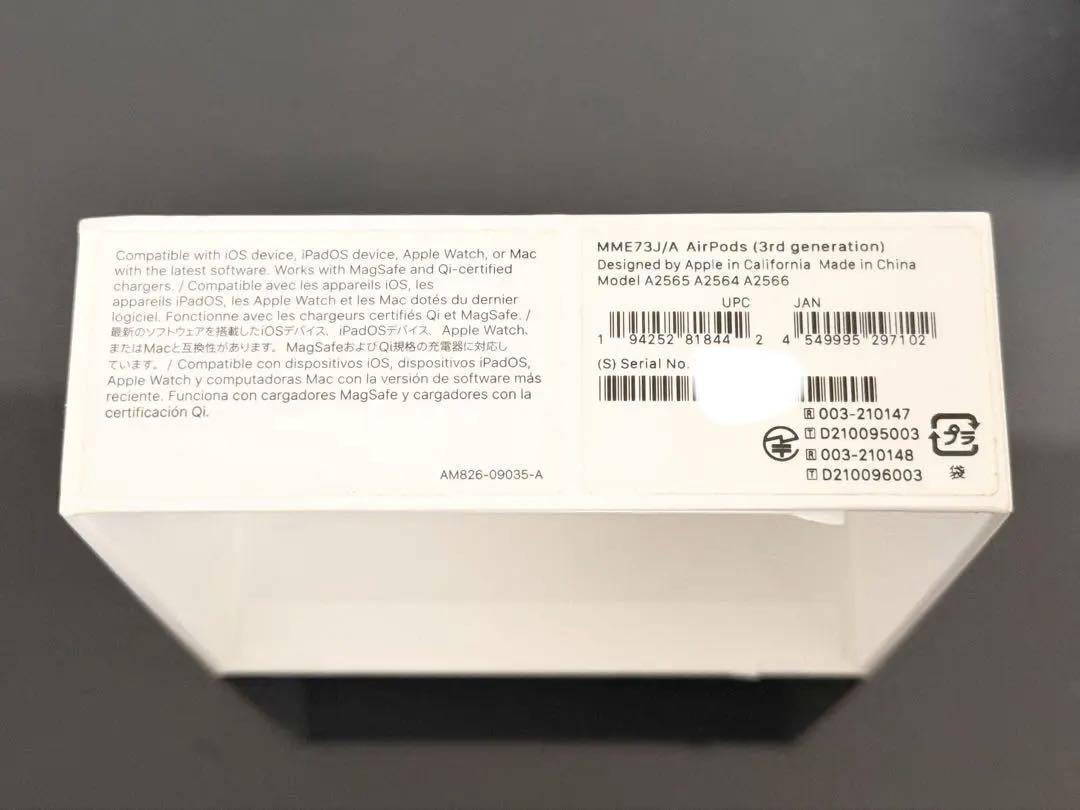 Compatible with iOS device, iPadOS device, Apple Watch, or Mac
with the latest software. Works with MagSafe and Qi-certified
chargers. / Compatible avec les appareils iOS, les
appareils iPadOS, les Apple Watch et les Mac dotés du dernier
logiciel. Fonctionne avec les chargeurs certifiés Qi et MagSafe. /
最新のソフトウェアを搭載したiOSデバイス、iPadOSデバイス、Apple Watch、
またはMacと互換性があります。MagSafeおよびQi規格の充電器に対応し
ています。 / Compatible con dispositivos iOS, dispositivos iPadOS,
Apple Watch y computadoras Mac con la versión de software más
reciente. Funciona con cargadores MagSafe y cargadores con la
certificación Qi.
AM826-09035-A
MME73J/A AirPods (3rd generation)
Designed by Apple in California Made in China
Model A2565 A2564 A2566
UPC JAN
1 94252 81844 2 4 549995 297102
(S) Serial No.
R 003-210147
T D210095003
R 003-210148
T D210096003
プラ
袋